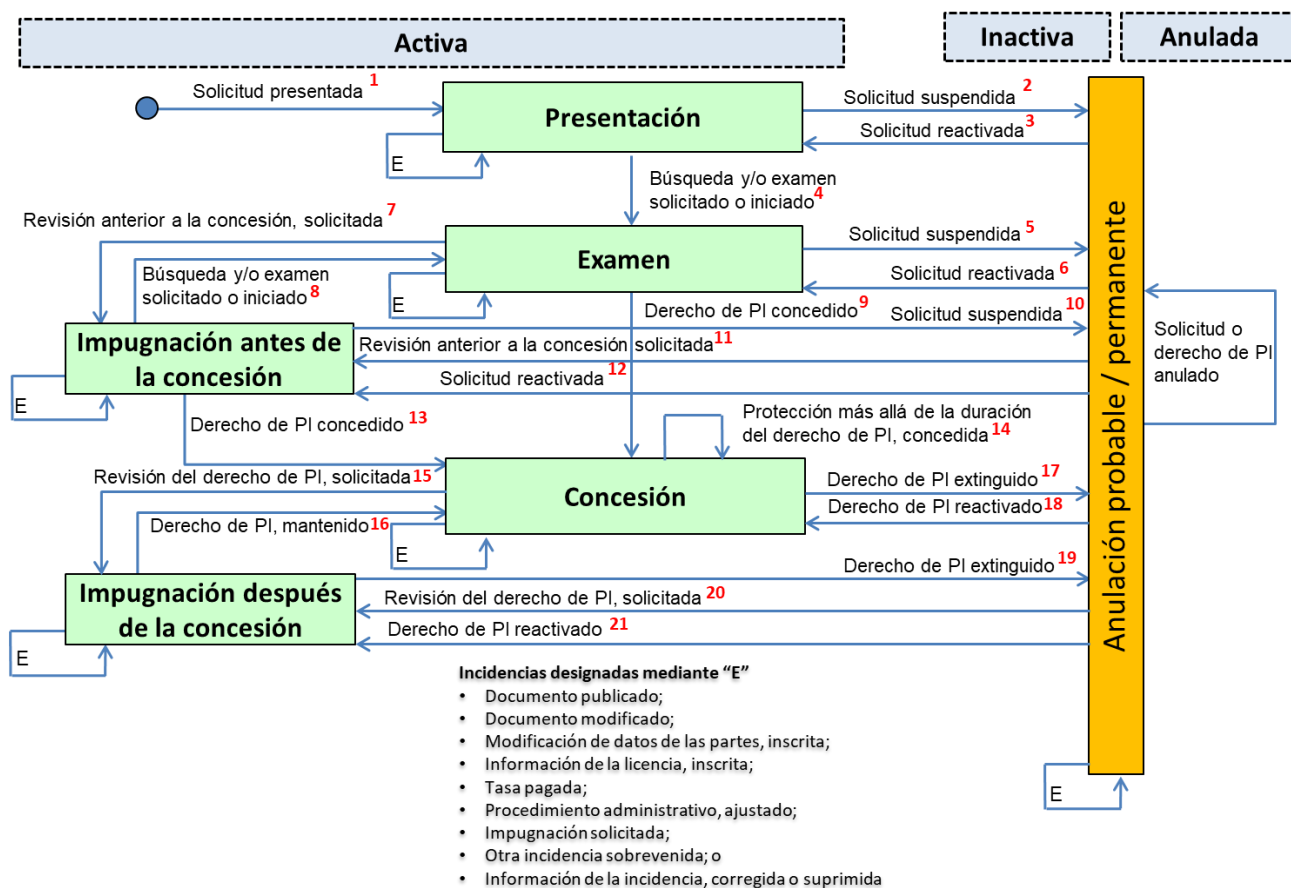 Activa
Inactiva
Anulada
Solicitud presentada 1
Presentación
Solicitud suspendida 2
Solicitud reactivada 3
E
Búsqueda y/o examen
solicitado o iniciado 4
Revisión anterior a la concesión, solicitada 7
Examen
Solicitud suspendida 5
Solicitud reactivada 6
Búsqueda y/o examen
solicitado o iniciado 8
E
Derecho de PI concedido 9
Solicitud suspendida 10
Impugnación antes de
la concesión
Revisión anterior a la concesión solicitada 11
Solicitud reactivada 12
E
Solicitud o
derecho de PI
anulado
Anulación probable / permanente
Derecho de PI concedido 13
Protección más allá de la duración
del derecho de PI, concedida 14
Revisión del derecho de PI, solicitada 15
Concesión
Derecho de PI extinguido 17
Derecho de PI reactivado 18
Derecho de PI, mantenido 16
E
Derecho de PI extinguido 19
Impugnación después
de la concesión
Revisión del derecho de PI, solicitada 20
Derecho de PI reactivado 21
E
Incidencias designadas mediante “E”
• Documento publicado;
• Documento modificado;
• Modificación de datos de las partes, inscrita;
• Información de la licencia, inscrita;
• Tasa pagada;
• Procedimiento administrativo, ajustado;
• Impugnación solicitada;
• Otra incidencia sobrevenida; o
• Información de la incidencia, corregida o suprimida
E